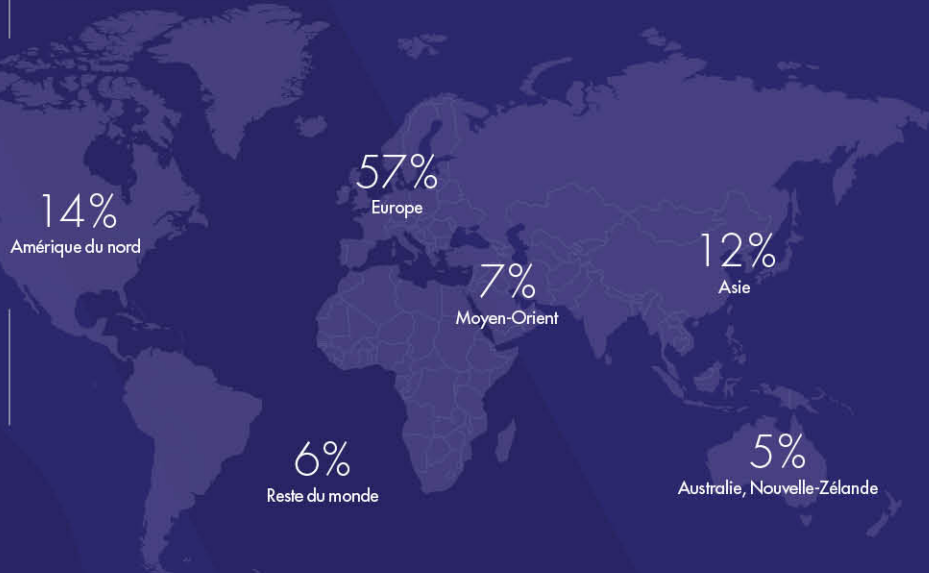 57%
Europe
14%
Amérique du nord
12%
Asie
7%
Moyen-Orient
6%
Reste du monde
5%
Australie, Nouvelle-Zélande